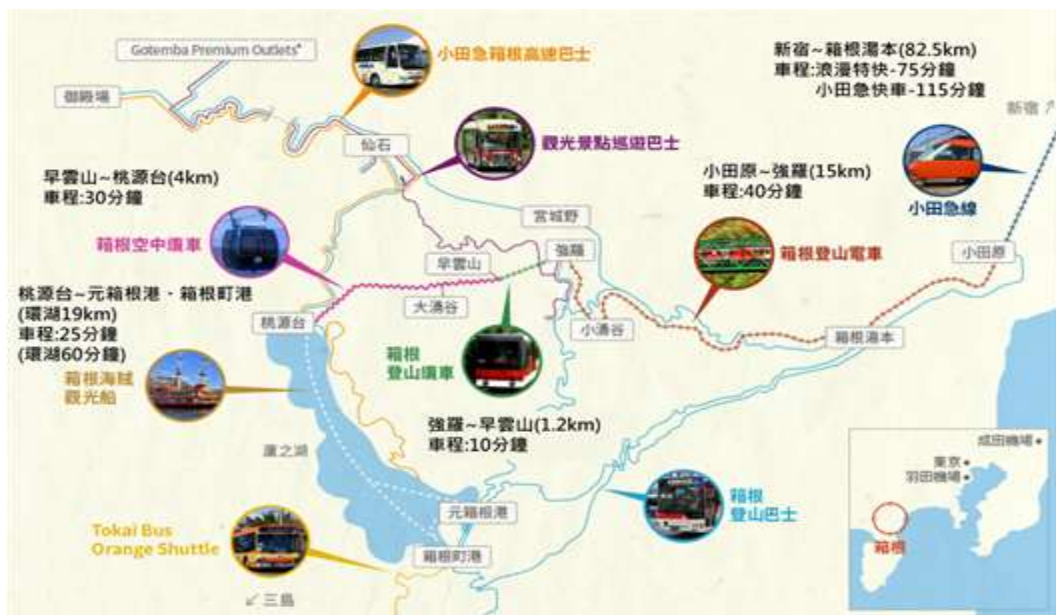 Gotemba Premium Outlets®
小田急箱根高速巴士
御殿場
仙石
觀光景點巡遊巴士
新宿~箱根湯本(82.5km)
車程:浪漫特快-75分鐘
小田急快車-115分鐘
新宿
小田急線
早雲山~桃源台(4km)
車程:30分鐘
箱根空中纜車
小田原~強羅(15km)
車程:40分鐘
宮城野
強羅
早雲山
箱根登山電車
小田原
桃源台~元箱根港・箱根町港
(環湖19km)
車程:25分鐘
(環湖60分鐘)
桃源台
大涌谷
小涌谷
箱根湯本
箱根海賊
觀光船
箱根
登山纜車
強羅~早雲山(1.2km)
車程:10分鐘
蘆之湖
元箱根港
箱根
登山巴士
Tokai Bus
Orange Shuttle
箱根町港
三島
成田機場
東京
羽田機場
箱根